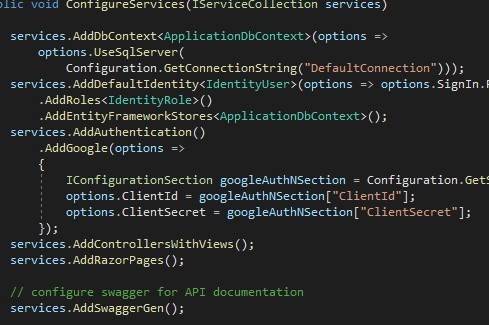 blic void ConfigureServices(IServiceCollection services)
services.AddDbContext<ApplicationDbContext>(options =>
options.UseSqlServer(
Configuration.GetConnectionString("DefaultConnection")));
services.AddDefaultIdentity<IdentityUser>(options => options.SignIn.R
.AddRoles<IdentityRole>()
.AddEntityFrameworkStores<ApplicationDbContext>();
services.AddAuthentication()
.AddGoogle(options =>
{
IConfigurationSection googleAuthNSection = Configuration.GetS
options.ClientId = googleAuthNSection["ClientId"];
options.ClientSecret = googleAuthNSection["ClientSecret"];
});
services.AddControllersWithViews();
services.AddRazorPages();
// configure swagger for API documentation
services.AddSwaggerGen();